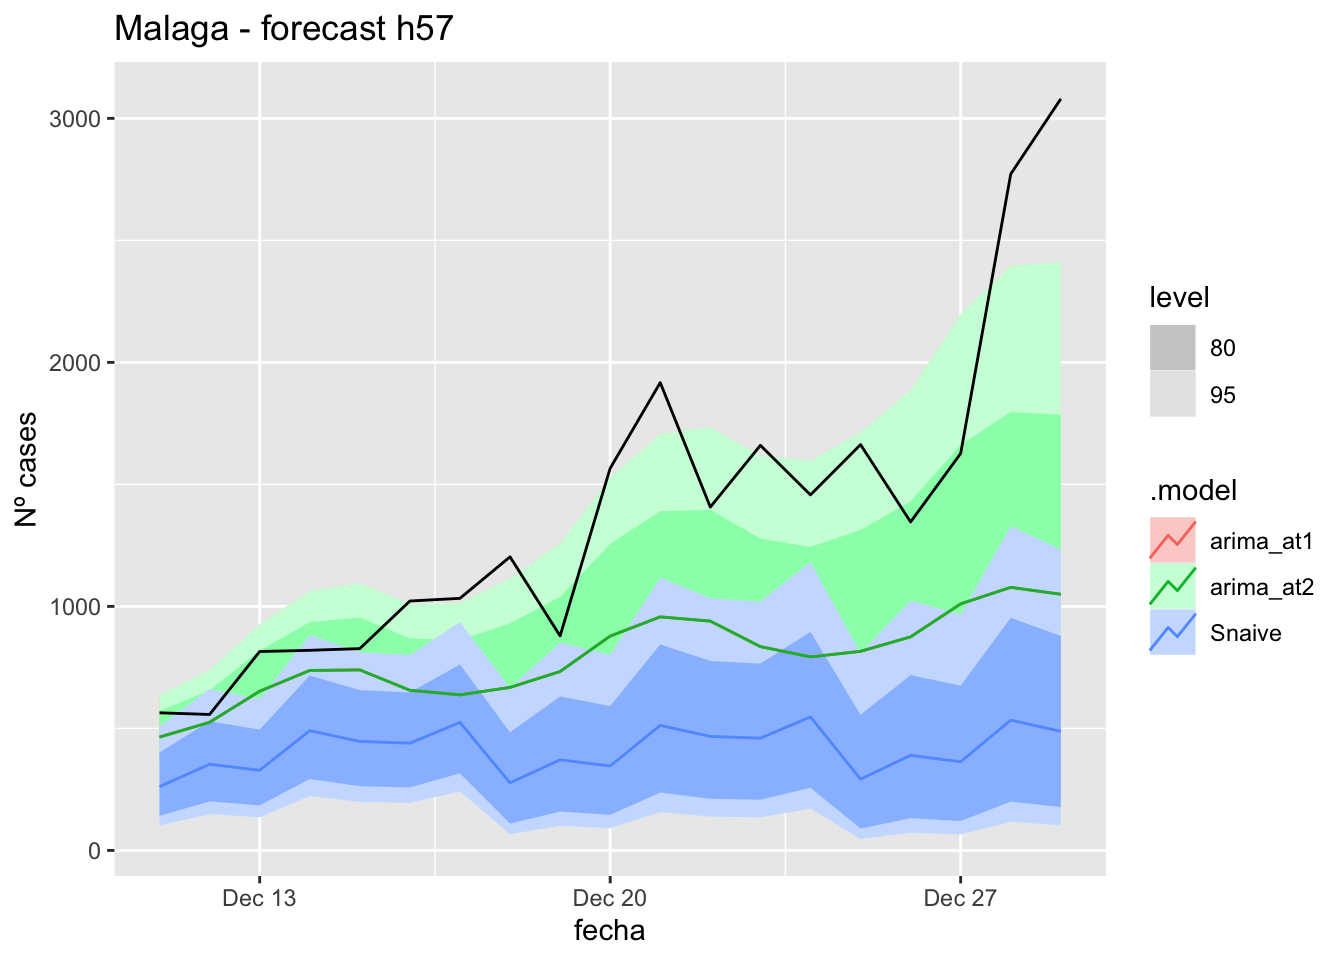 Malaga - forecast h57
3000
2000
1000
0
Nº cases
Dec 13
Dec 20
Dec 27
fecha
level
80
95
.model
arima_at1
arima_at2
Snaive